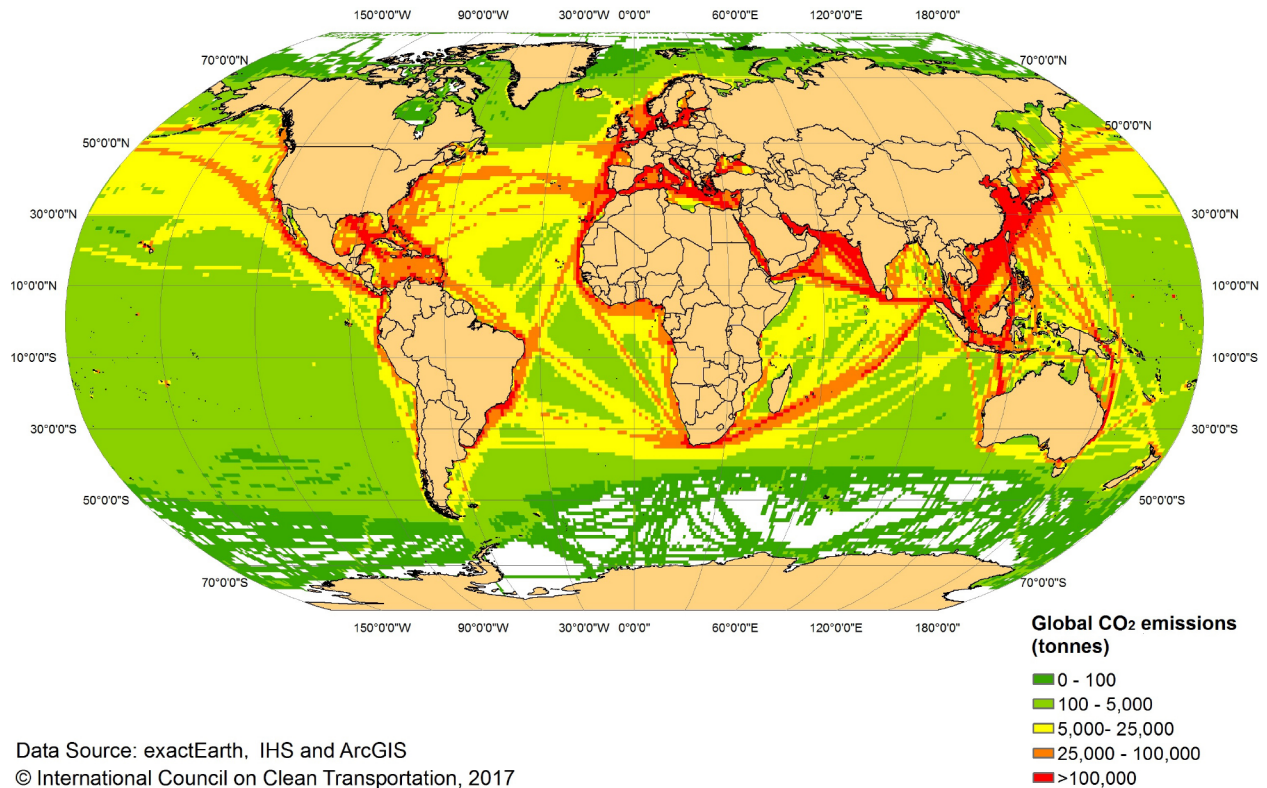 150°0'0"W 90°0'0"W 30°0'0"W 0°0'0" 60°0'0"E 120°0'0"E 180°0'0"
70°0'0"N 70°0'0"N
50°0'0"N 50°0'0"N
30°0'0"N 30°0'0"N
10°0'0"N 10°0'0"N
10°0'0"S 10°0'0"S
30°0'0"S 30°0'0"S
50°0'0"S 50°0'0"S
70°0'0"S 70°0'0"S
150°0'0"W 90°0'0"W 30°0'0"W 0°0'0" 60°0'0"E 120°0'0"E 180°0'0"
Global CO₂ emissions
(tonnes)
0 - 100
100 - 5,000
5,000- 25,000
25,000 - 100,000
>100,000
Data Source: exactEarth, IHS and ArcGIS
© International Council on Clean Transportation, 2017